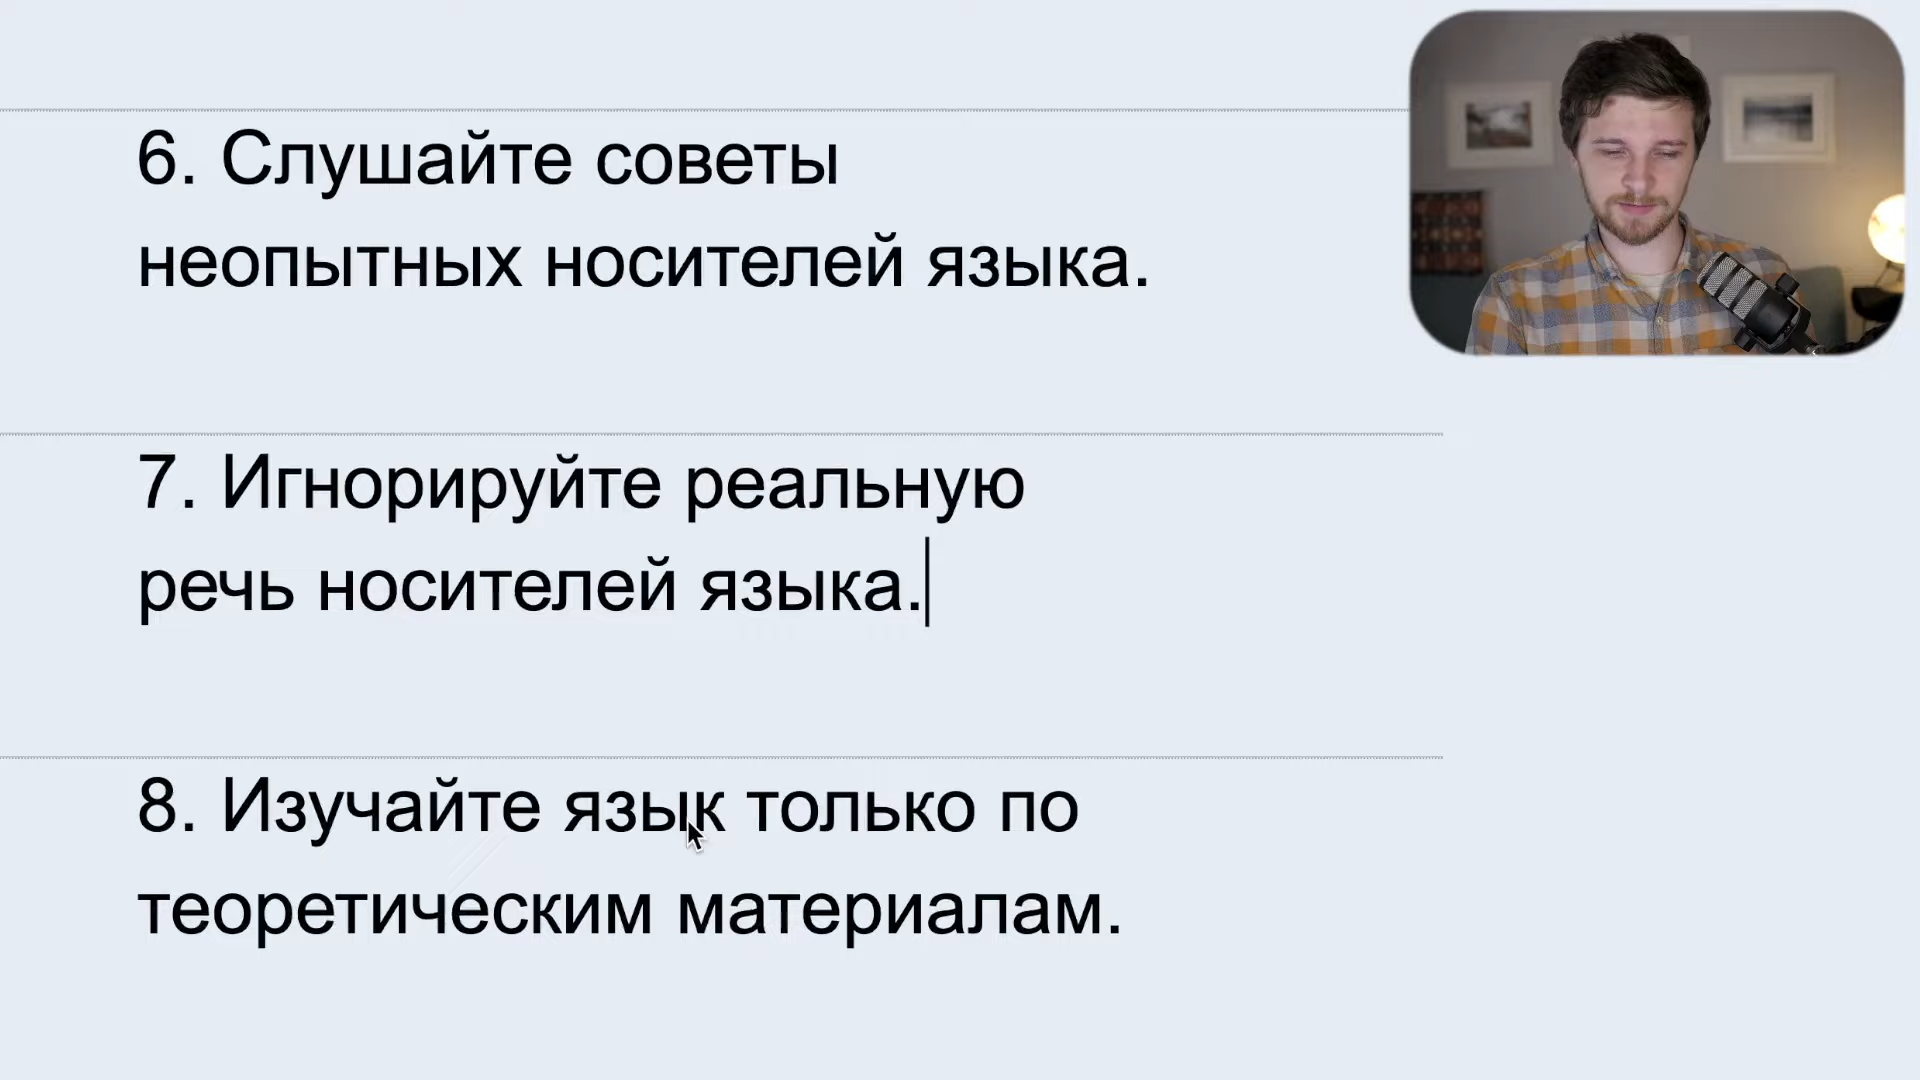 6. Слушайте советы
неопытных носителей языка.
7. Игнорируйте реальную
речь носителей языка.
8. Изучайте язык только по
теоретическим материалам.